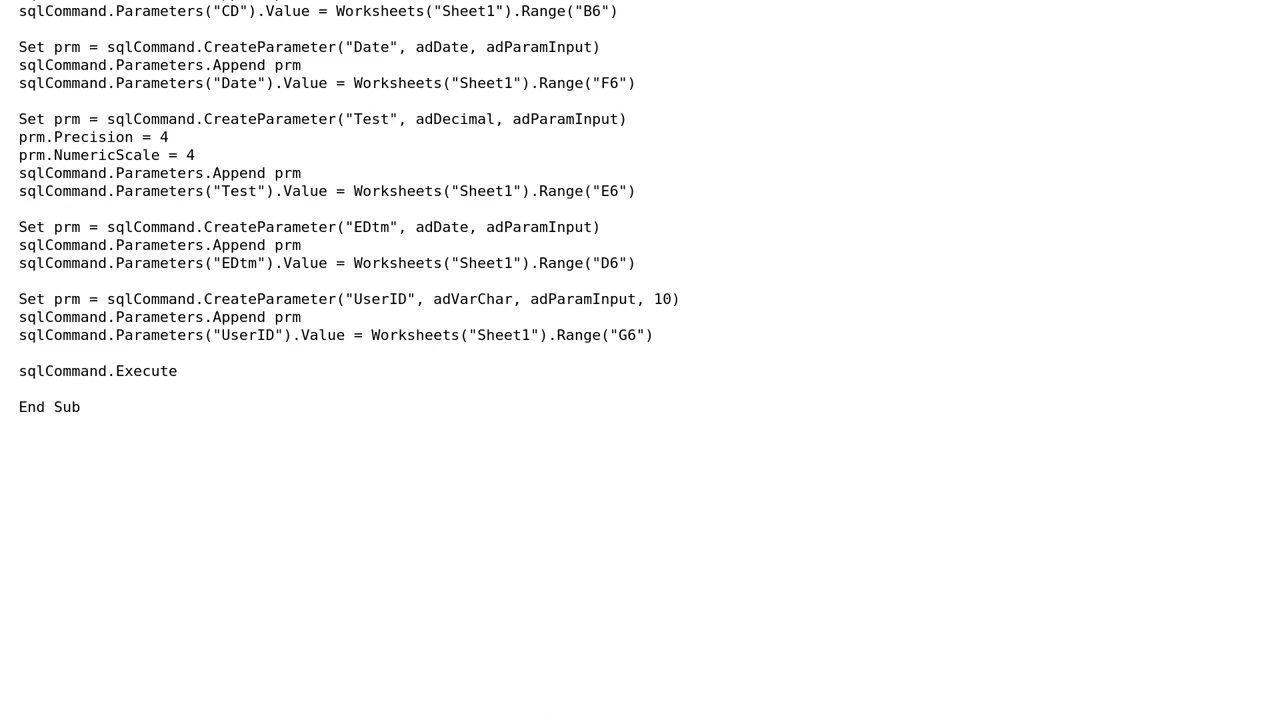 sqlCommand.Parameters("CD").Value = Worksheets("Sheet1").Range("B6")
Set prm = sqlCommand.CreateParameter("Date", adDate, adParamInput)
sqlCommand.Parameters.Append prm
sqlCommand.Parameters("Date").Value = Worksheets("Sheet1").Range("F6")
Set prm = sqlCommand.CreateParameter("Test", adDecimal, adParamInput)
prm.Precision = 4
prm.NumericScale = 4
sqlCommand.Parameters.Append prm
sqlCommand.Parameters("Test").Value = Worksheets("Sheet1").Range("E6")
Set prm = sqlCommand.CreateParameter("EDtm", adDate, adParamInput)
sqlCommand.Parameters.Append prm
sqlCommand.Parameters("EDtm").Value = Worksheets("Sheet1").Range("D6")
Set prm = sqlCommand.CreateParameter("UserID", adVarChar, adParamInput, 10)
sqlCommand.Parameters.Append prm
sqlCommand.Parameters("UserID").Value = Worksheets("Sheet1").Range("G6")
sqlCommand.Execute
End Sub